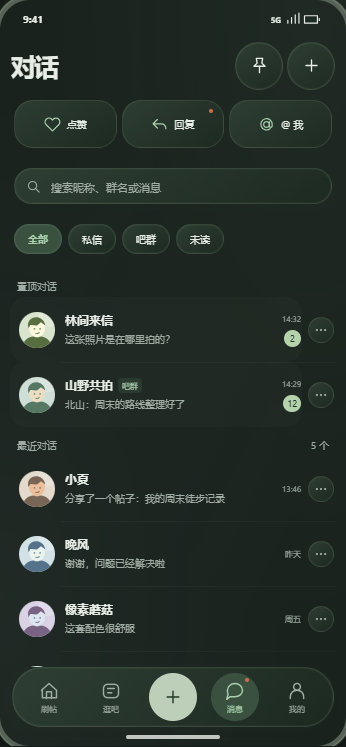 9:41
5G
对话
点赞
回复
@ 我
搜索昵称、群名或消息
全部
私信
吧群
未读
置顶对话
林间来信
14:32
这张照片是在哪里拍的?
2
山野共拍 吧群
14:29
北山: 周末的路线整理好了
12
最近对话
5 个
小夏
13:46
分享了一个帖子: 我的周末徒步记录
晚风
昨天
谢谢, 问题已经解决啦
像素蘑菇
周五
这套配色很舒服
刷帖
逛吧
消息
我的